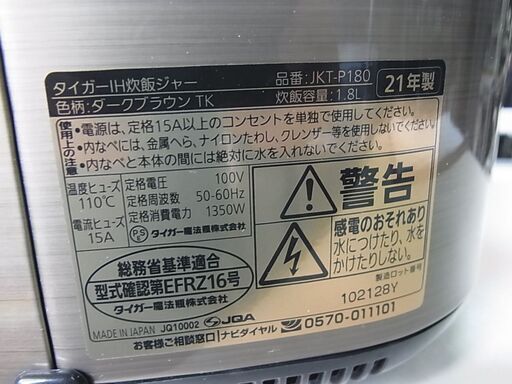 タイガーIH炊飯ジャー 品番:JKT-P180 21年製
色柄:ダークブラウン TK 炊飯容量:1.8L
使用上の注意
•電源は、定格15A以上のコンセントを単独で使用してください。
•内なべには、金属へら、ナイロンたわし、クレンザー等を使用しないでください。
•内なべと本体の間には絶対に水を入れないでください。
温度ヒューズ 110℃
電流ヒューズ 15A
定格電圧 100V
定格周波数 50-60Hz
定格消費電力 1350W
PSE タイガー魔法瓶株式会社
警告
感電のおそれあり
水につけたり、水を
かけたりしない。
総務省基準適合
型式確認第EFRZ16号
タイガー魔法瓶株式会社
製造ロット番号
102128Y
MADE IN JAPAN JQ10002 JQA
お客様ご相談窓口 ナビダイヤル 0570-011101